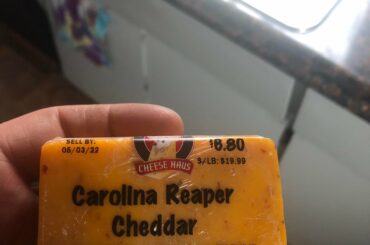 SELL BY:
05/03/22
CHEESE HAUS
$6.80
$/LB: $19.99
Carolina Reaper
Cheddar